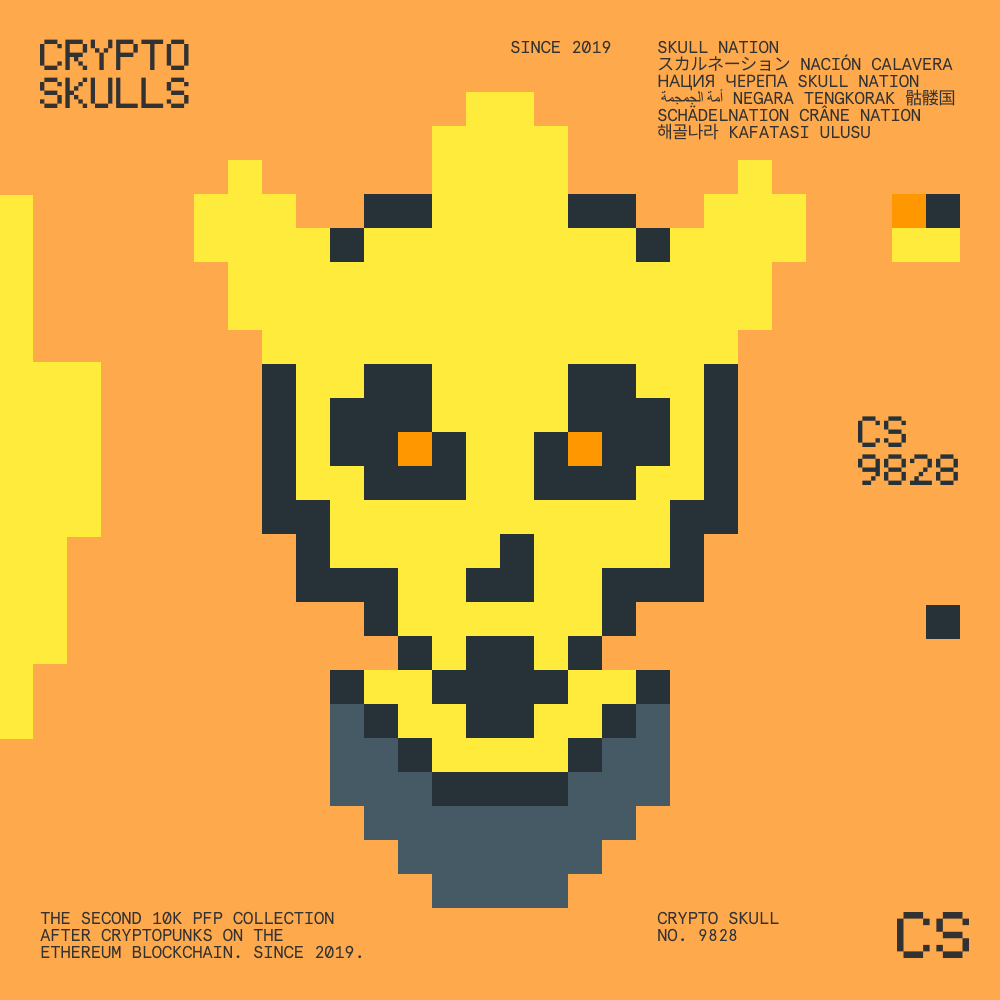 CRYPTO
SKULLS
SINCE 2019
SKULL NATION
スカルネーション NACIÓN CALAVERA
НАЦИЯ ЧЕРЕПА SKULL NATION
أمة الجمجمة NEGARA TENGKORAK 骷髅国
SCHÄDELNATION CRÂNE NATION
해골나라 KAFATASI ULUSU
CS
9828
THE SECOND 10K PFP COLLECTION
AFTER CRYPTOPUNKS ON THE
ETHEREUM BLOCKCHAIN. SINCE 2019.
CRYPTO SKULL
NO. 9828
CS